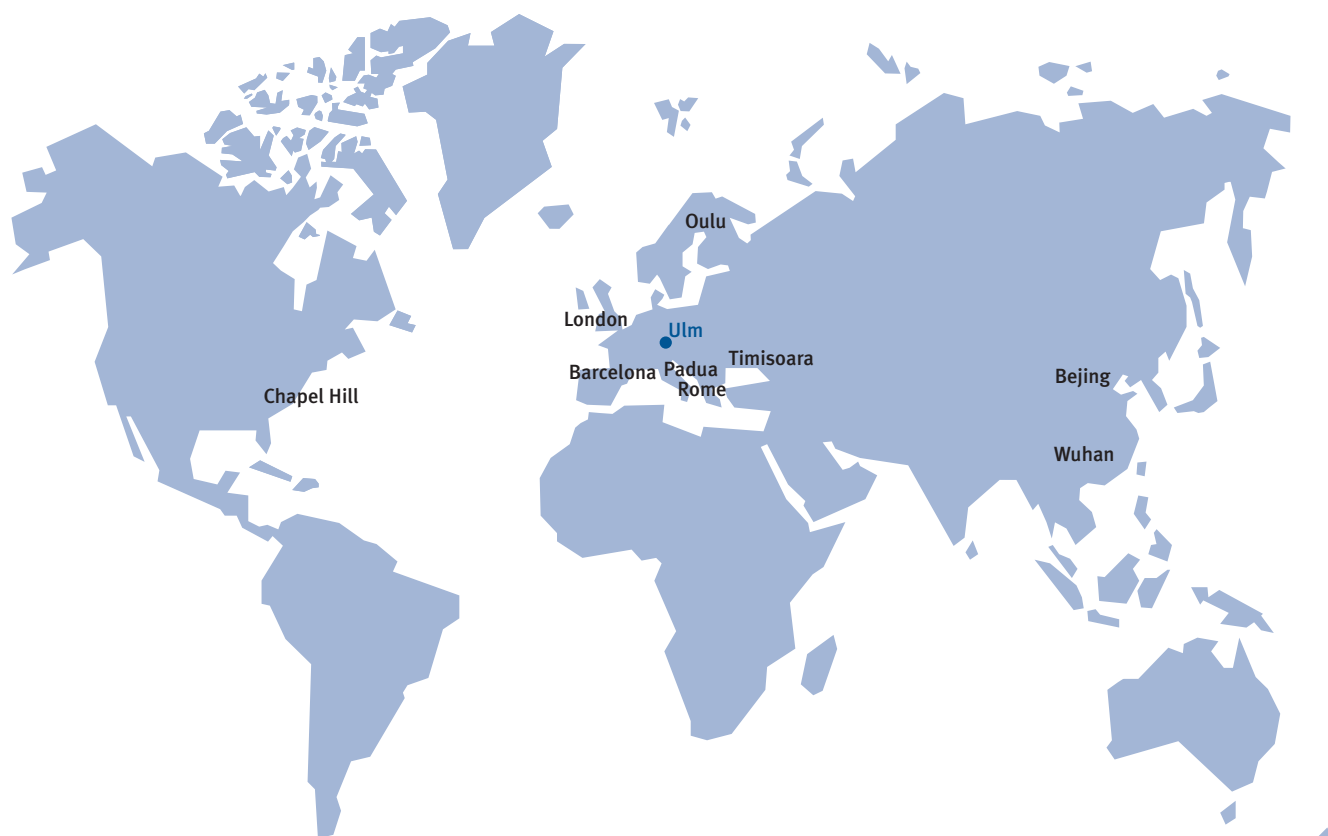 Oulu
London
Ulm
Timisoara
Barcelona
Padua
Rome
Bejing
Chapel Hill
Wuhan